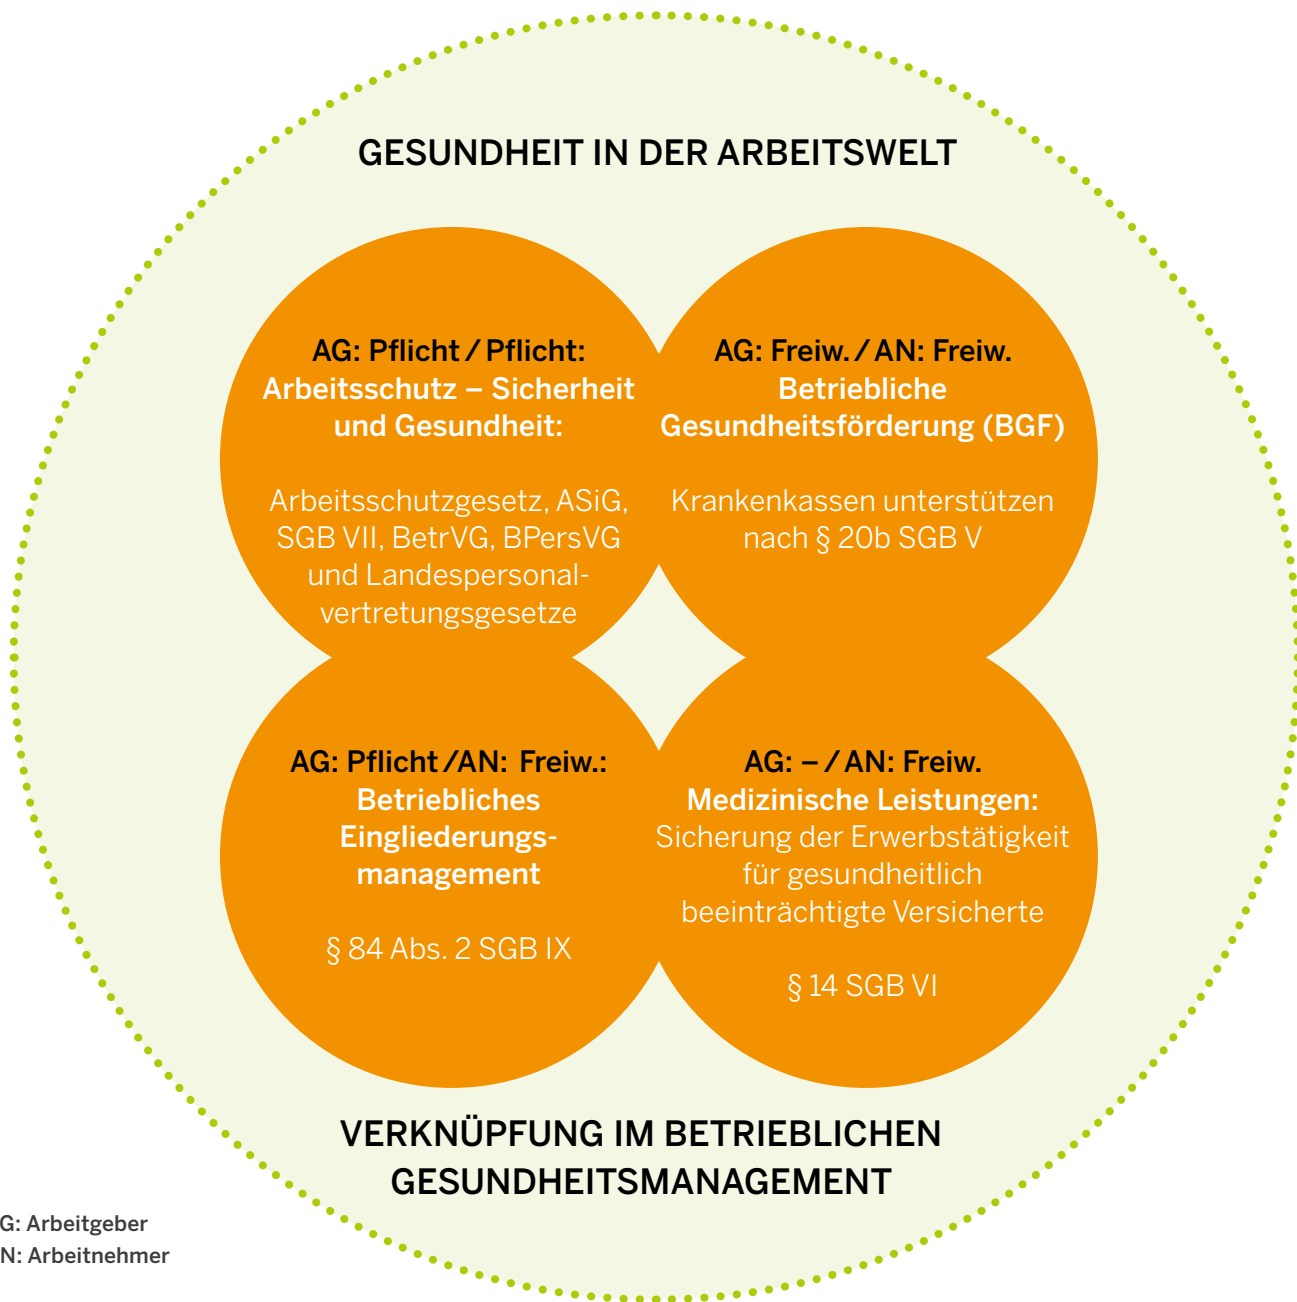 GESUNDHEIT IN DER ARBEITSWELT
AG: Pflicht / Pflicht:
Arbeitsschutz – Sicherheit
und Gesundheit:
Arbeitsschutzgesetz, ASiG,
SGB VII, BetrVG, BPersVG
und Landespersonal-
vertretungsgesetze
AG: Freiw. / AN: Freiw.
Betriebliche
Gesundheitsförderung (BGF)
Krankenkassen unterstützen
nach § 20b SGB V
AG: Pflicht / AN: Freiw.:
Betriebliches
Eingliederungs-
management
§ 84 Abs. 2 SGB IX
AG: – / AN: Freiw.
Medizinische Leistungen:
Sicherung der Erwerbstätigkeit
für gesundheitlich
beeinträchtigte Versicherte
§ 14 SGB VI
VERKNÜPFUNG IM BETRIEBLICHEN
GESUNDHEITSMANAGEMENT
G: Arbeitgeber
N: Arbeitnehmer